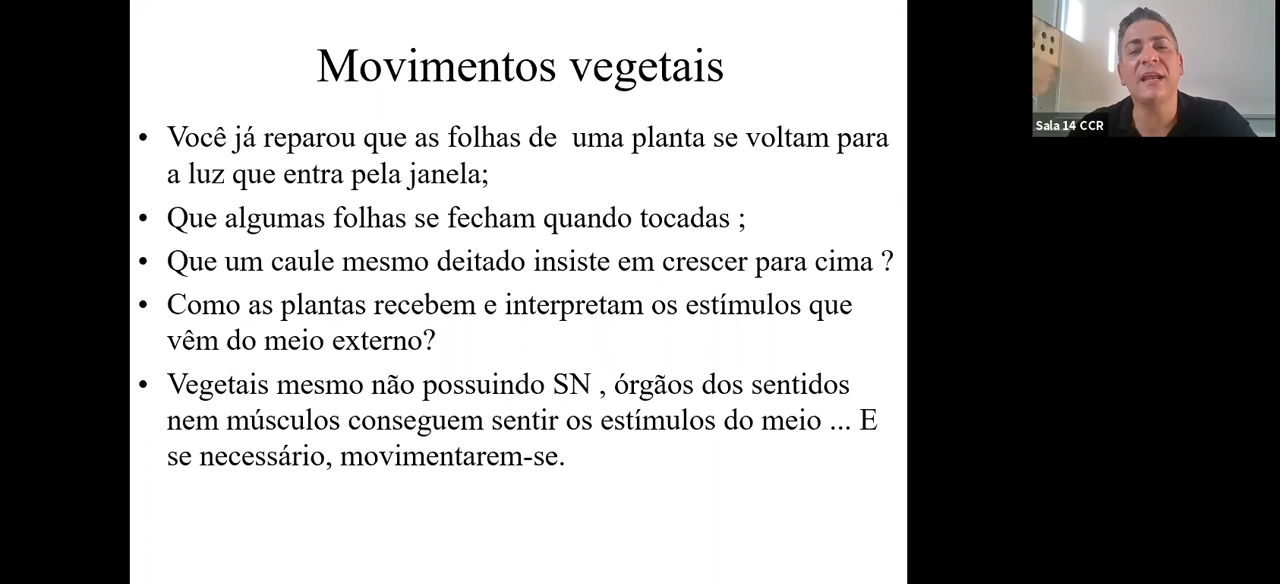 Movimentos vegetais
• Você já reparou que as folhas de uma planta se voltam para
a luz que entra pela janela;
• Que algumas folhas se fecham quando tocadas ;
• Que um caule mesmo deitado insiste em crescer para cima ?
• Como as plantas recebem e interpretam os estímulos que
vêm do meio externo?
• Vegetais mesmo não possuindo SN , órgãos dos sentidos
nem músculos conseguem sentir os estímulos do meio ... E
se necessário, movimentarem-se.
Sala 14 CCR